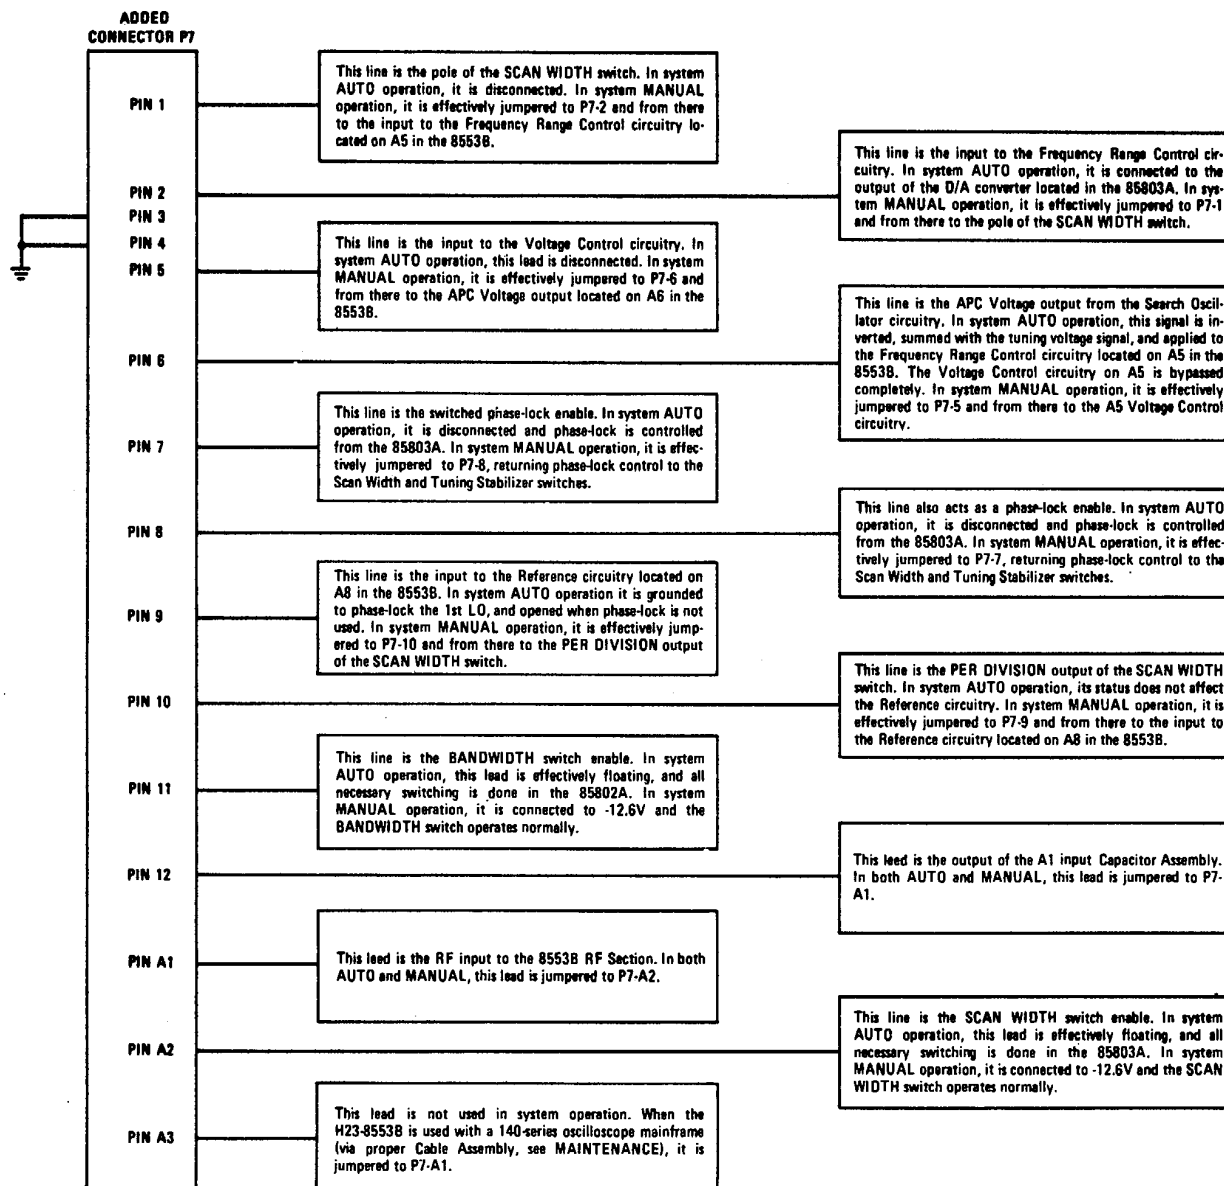 ADDED
CONNECTOR P7
PIN 1
This line is the pole of the SCAN WIDTH switch. In system
AUTO operation, it is disconnected. In system MANUAL
operation, it is effectively jumpered to P7-2 and from there
to the input to the Frequency Range Control circuitry lo-
cated on A5 in the 8553B.
PIN 2
This line is the input to the Frequency Range Control cir-
cuitry. In system AUTO operation, it is connected to the
output of the D/A converter located in the 85803A. In sys-
tem MANUAL operation, it is effectively jumpered to P7-1
and from there to the pole of the SCAN WIDTH switch.
PIN 3
PIN 4
PIN 5
This line is the input to the Voltage Control circuitry. In
system AUTO operation, this lead is disconnected. In system
MANUAL operation, it is effectively jumpered to P7-6 and
from there to the APC Voltage output located on A6 in the
8553B.
PIN 6
This line is the APC Voltage output from the Search Oscil-
lator circuitry. In system AUTO operation, this signal is in-
verted, summed with the tuning voltage signal, and applied to
the Frequency Range Control circuitry located on A5 in the
8553B. The Voltage Control circuitry on A5 is bypassed
completely. In system MANUAL operation, it is effectively
jumpered to P7-5 and from there to the A5 Voltage Control
circuitry.
PIN 7
This line is the switched phase-lock enable. In system AUTO
operation, it is disconnected and phase-lock is controlled
from the 85803A. In system MANUAL operation, it is effec-
tively jumpered to P7-8, returning phase-lock control to the
Scan Width and Tuning Stabilizer switches.
PIN 8
This line also acts as a phase-lock enable. In system AUTO
operation, it is disconnected and phase-lock is controlled
from the 85803A. In system MANUAL operation, it is effec-
tively jumpered to P7-7, returning phase-lock control to the
Scan Width and Tuning Stabilizer switches.
PIN 9
This line is the input to the Reference circuitry located on
A8 in the 8553B. In system AUTO operation it is grounded
to phase-lock the 1st LO, and opened when phase-lock is not
used. In system MANUAL operation, it is effectively jump-
ered to P7-10 and from there to the PER DIVISION output
of the SCAN WIDTH switch.
PIN 10
This line is the PER DIVISION output of the SCAN WIDTH
switch. In system AUTO operation, its status does not affect
the Reference circuitry. In system MANUAL operation, it is
effectively jumpered to P7-9 and from there to the input to
the Reference circuitry located on A8 in the 8553B.
PIN 11
This line is the BANDWIDTH switch enable. In system
AUTO operation, this lead is effectively floating, and all
necessary switching is done in the 85802A. In system
MANUAL operation, it is connected to -12.6V and the
BANDWIDTH switch operates normally.
PIN 12
This leed is the output of the A1 input Capacitor Assembly.
In both AUTO and MANUAL, this lead is jumpered to P7-
A1.
PIN A1
This leed is the RF input to the 8553B RF Section. In both
AUTO and MANUAL, this lead is jumpered to P7-A2.
PIN A2
This line is the SCAN WIDTH switch enable. In system
AUTO operation, this lead is effectively floating, and all
necessary switching is done in the 85803A. In system
MANUAL operation, it is connected to -12.6V and the SCAN
WIDTH switch operates normally.
PIN A3
This lead is not used in system operation. When the
H23-8553B is used with a 140-series oscilloscope mainframe
(via proper Cable Assembly, see MAINTENANCE), it is
jumpered to P7-A1.